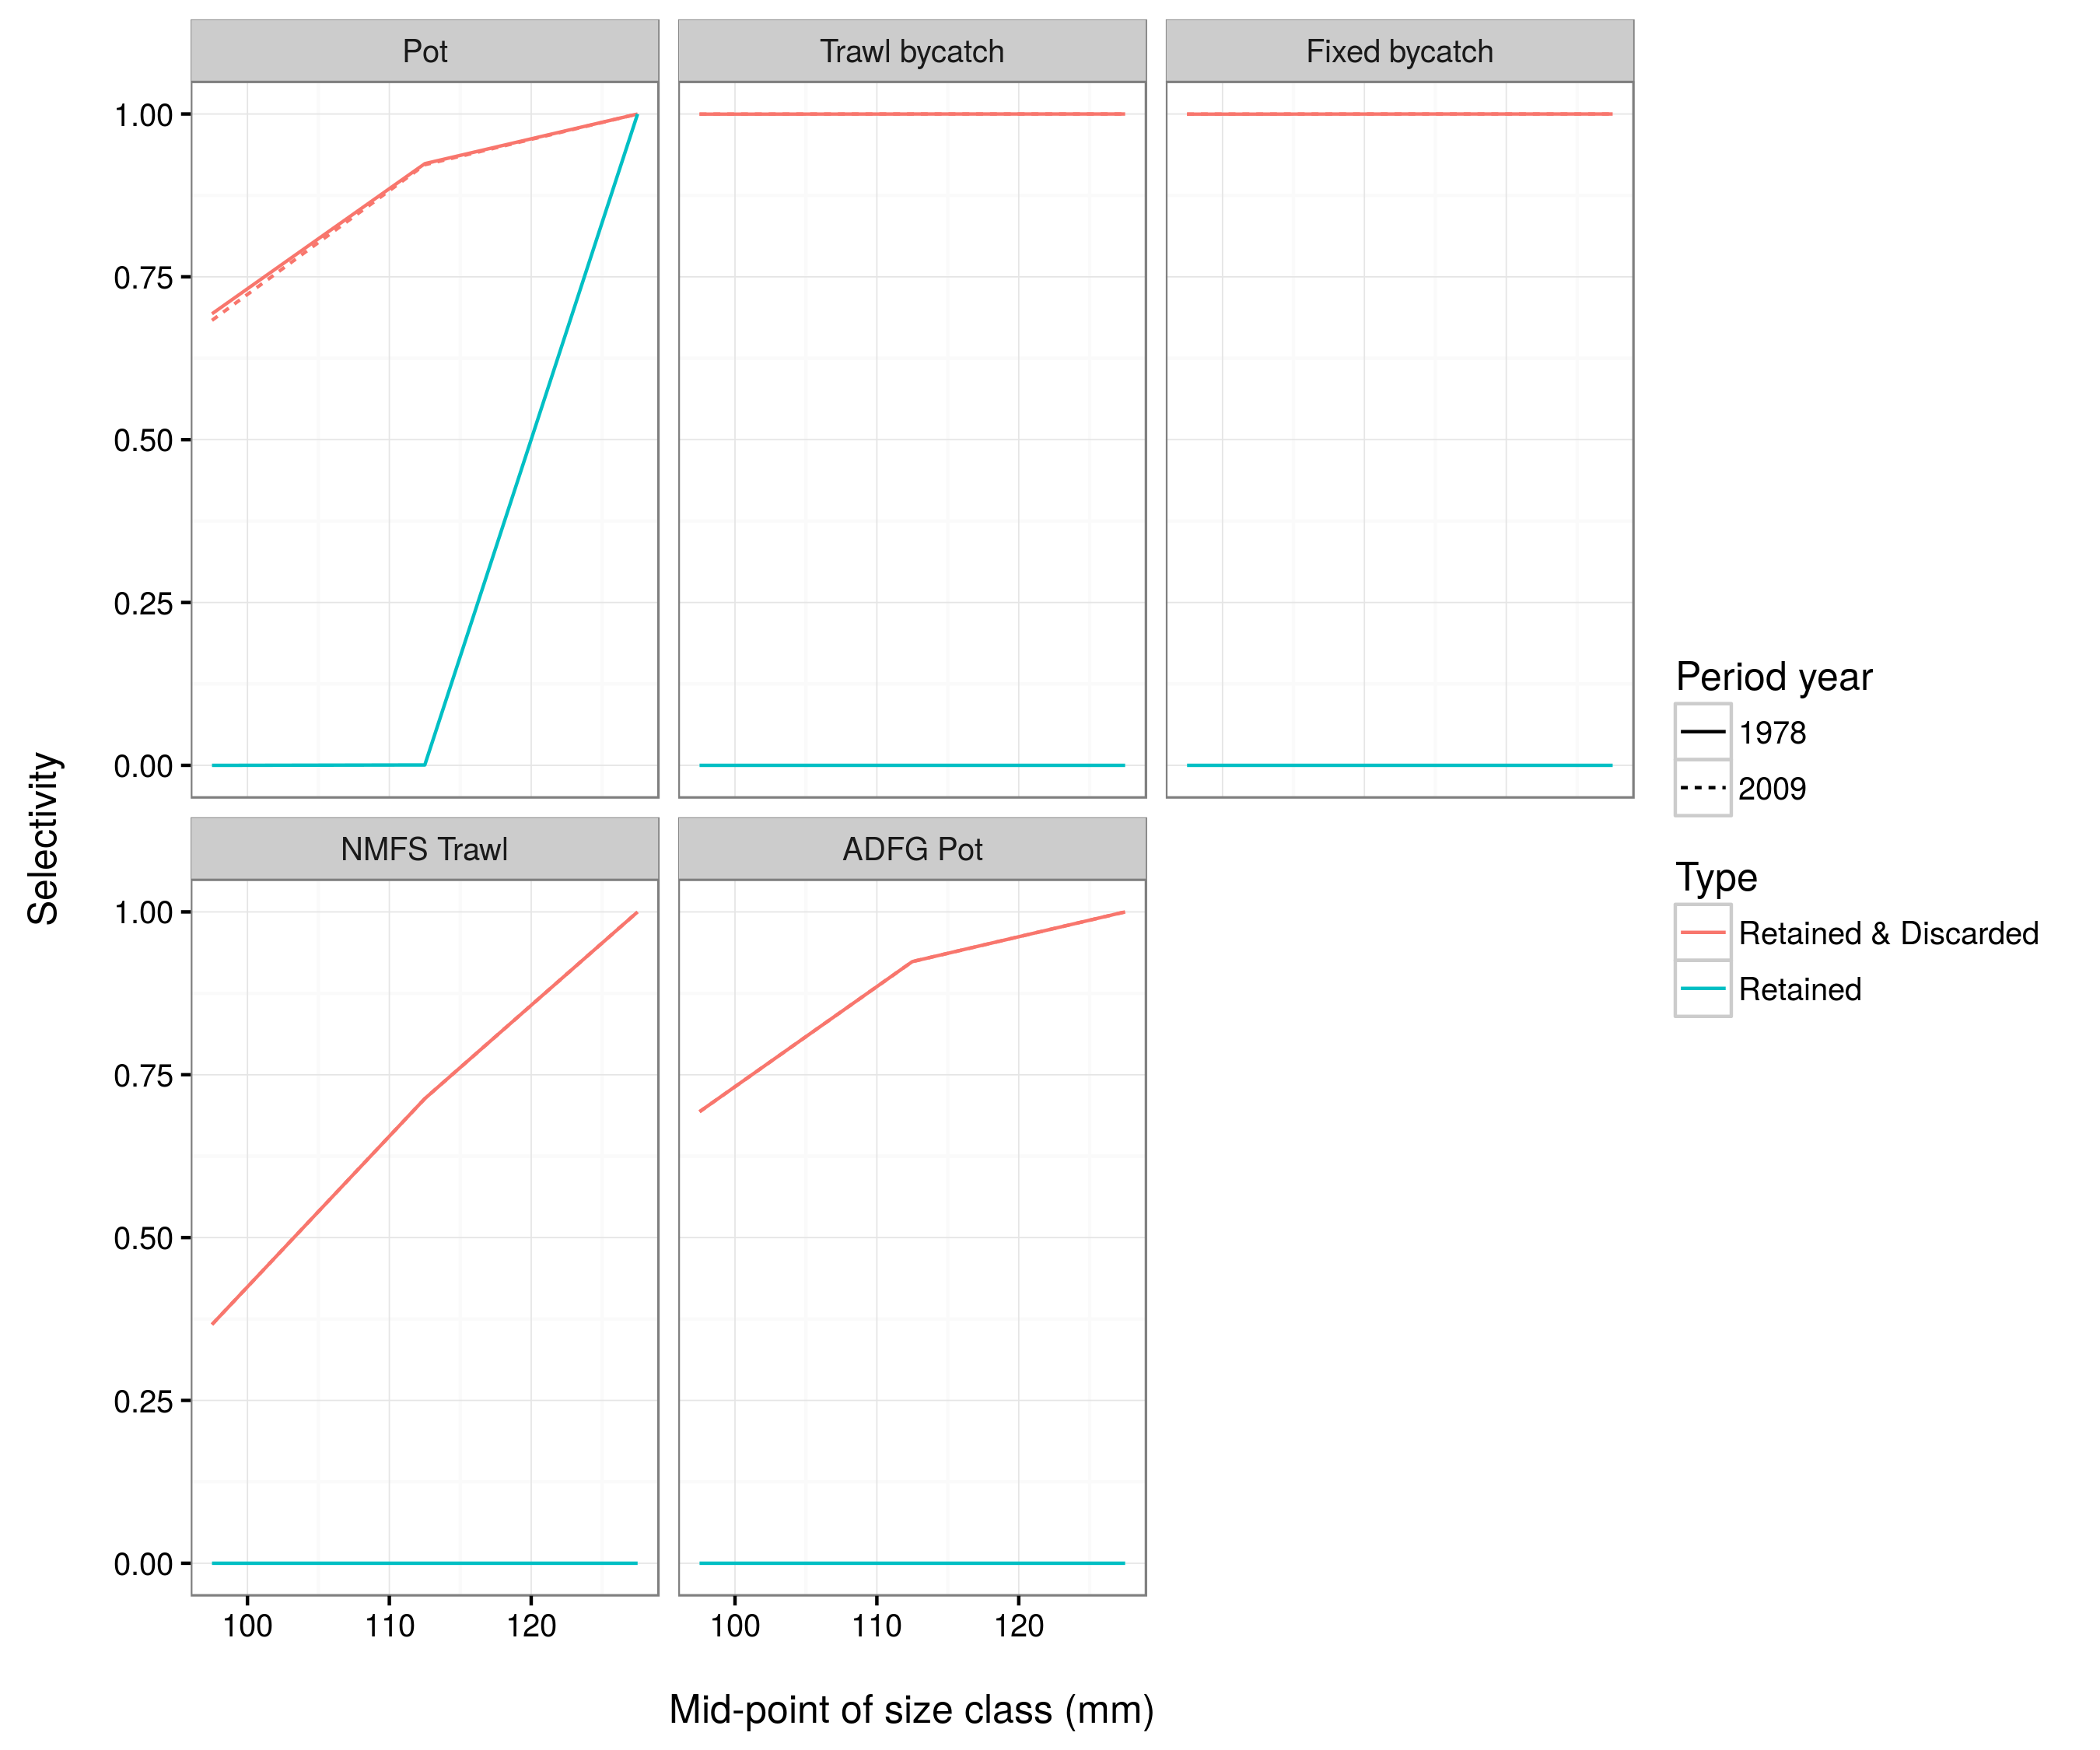 Pot
Trawl bycatch
Fixed bycatch
1.00
0.75
0.50
0.25
0.00
NMFS Trawl
ADFG Pot
1.00
0.75
0.50
0.25
0.00
100 110 120
100 110 120
Selectivity
Mid-point of size class (mm)
Period year
1978
2009
Type
Retained & Discarded
Retained